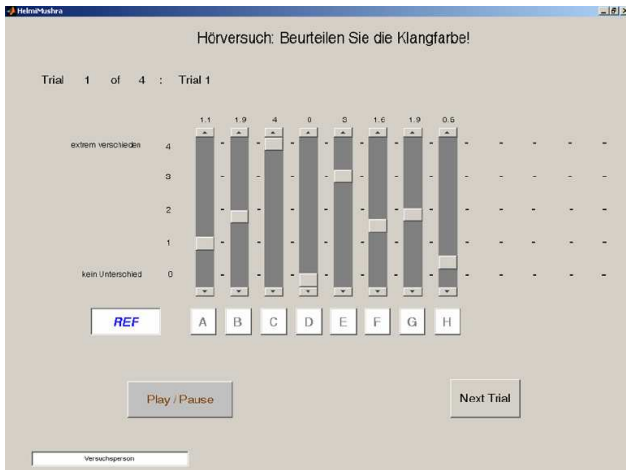 HelmiMushra
Hörversuch: Beurteilen Sie die Klangfarbe!
Trial 1 of 4 : Trial 1
1.1 1.9 4 0 3 1.6 1.9 0.6
extrem verschieden 4
3
2
1
kein Unterschied 0
REF A B C D E F G H
Play / Pause Next Trial
Versuchsperson